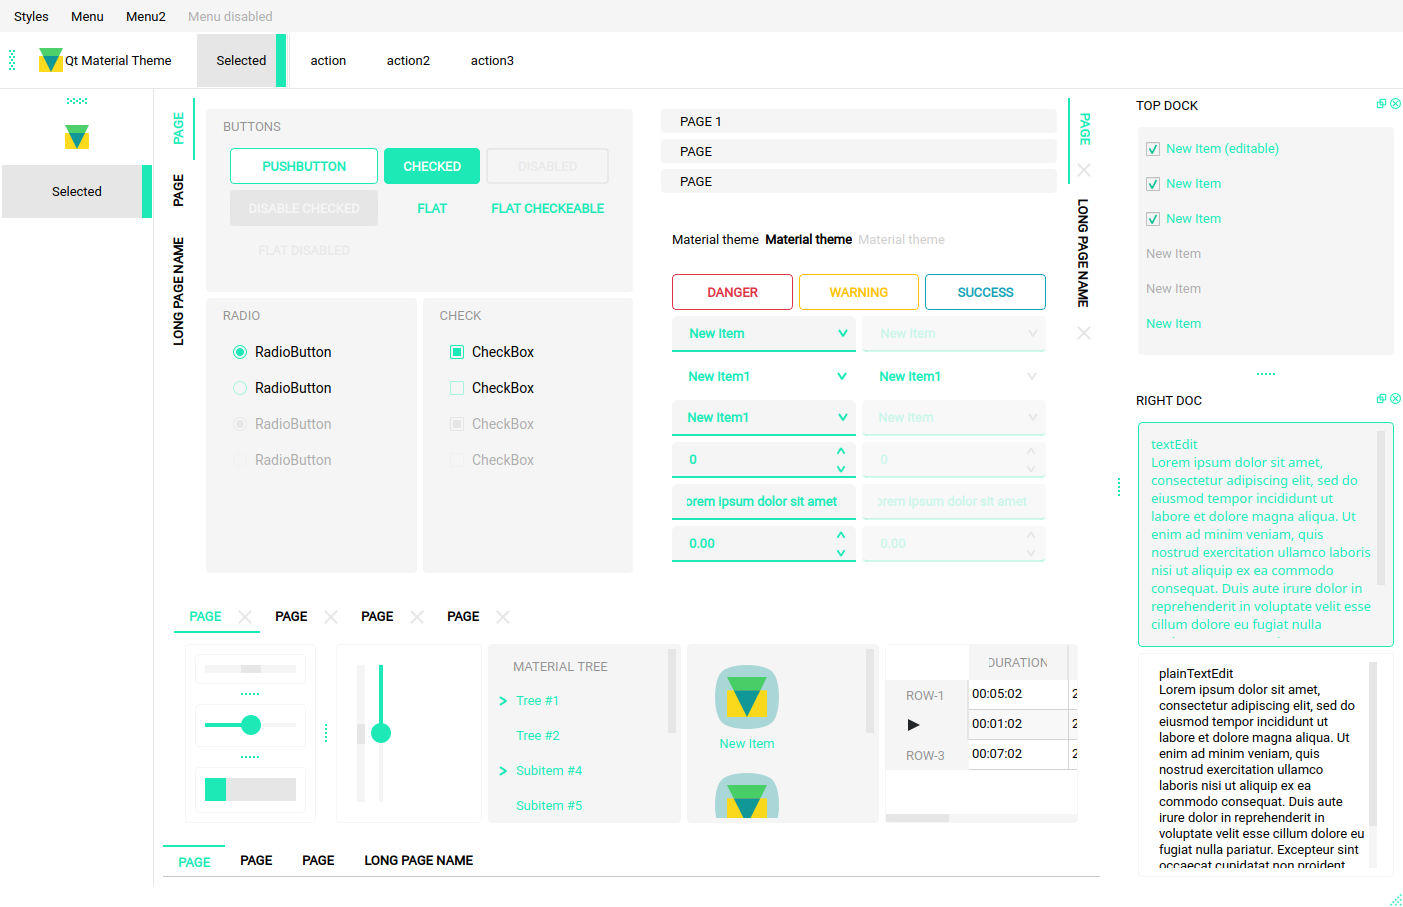 Styles Menu Menu2 Menu disabled
Qt Material Theme Selected action action2 action3
Selected
PAGE
PAGE
LONG PAGE NAME
BUTTONS
PUSHBUTTON CHECKED DISABLED
DISABLE CHECKED FLAT FLAT CHECKEABLE
FLAT DISABLED
RADIO
RadioButton
RadioButton
RadioButton
RadioButton
CHECK
CheckBox
CheckBox
CheckBox
CheckBox
PAGE 1
PAGE
PAGE
Material theme Material theme Material theme
DANGER WARNING SUCCESS
New Item New Item
New Item1 New Item1
New Item1 New Item
0 0
orem ipsum dolor sit amet orem ipsum dolor sit amet
0.00 0.00
PAGE
LONG PAGE NAME
TOP DOCK
New Item (editable)
New Item
New Item
New Item
New Item
New Item
RIGHT DOC
textEdit
Lorem ipsum dolor sit amet,
consectetur adipiscing elit, sed do
eiusmod tempor incididunt ut
labore et dolore magna aliqua. Ut
enim ad minim veniam, quis
nostrud exercitation ullamco laboris
nisi ut aliquip ex ea commodo
consequat. Duis aute irure dolor in
reprehenderit in voluptate velit esse
cillum dolore eu fugiat nulla
plainTextEdit
Lorem ipsum dolor sit amet,
consectetur adipiscing elit, sed do
eiusmod tempor incididunt ut
labore et dolore magna aliqua. Ut
enim ad minim veniam, quis
nostrud exercitation ullamco
laboris nisi ut aliquip ex ea
commodo consequat. Duis aute
irure dolor in reprehenderit in
voluptate velit esse cillum dolore eu
fugiat nulla pariatur. Excepteur sint
occaecat cupidatat non proident
PAGE PAGE PAGE PAGE
MATERIAL TREE
Tree #1
Tree #2
Subitem #4
Subitem #5
New Item
DURATION
ROW-1 00:05:02 2
00:01:02 2
ROW-3 00:07:02 2
PAGE PAGE PAGE LONG PAGE NAME